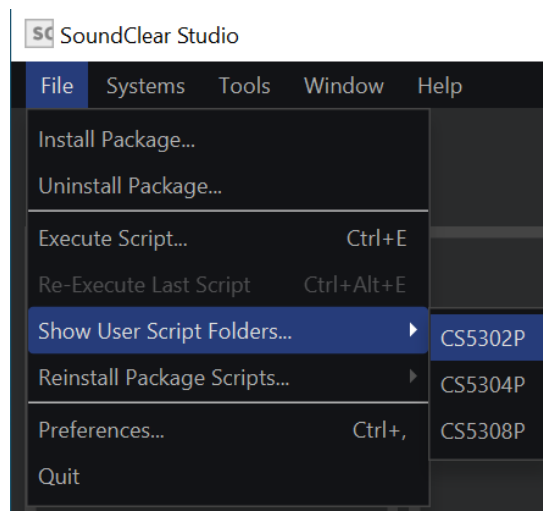 SC SoundClear Studio
File Systems Tools Window Help
Install Package...
Uninstall Package...
Execute Script... Ctrl+E
Re-Execute Last Script Ctrl+Alt+E
Show User Script Folders... CS5302P
Reinstall Package Scripts... CS5304P
Preferences... Ctrl+, CS5308P
Quit